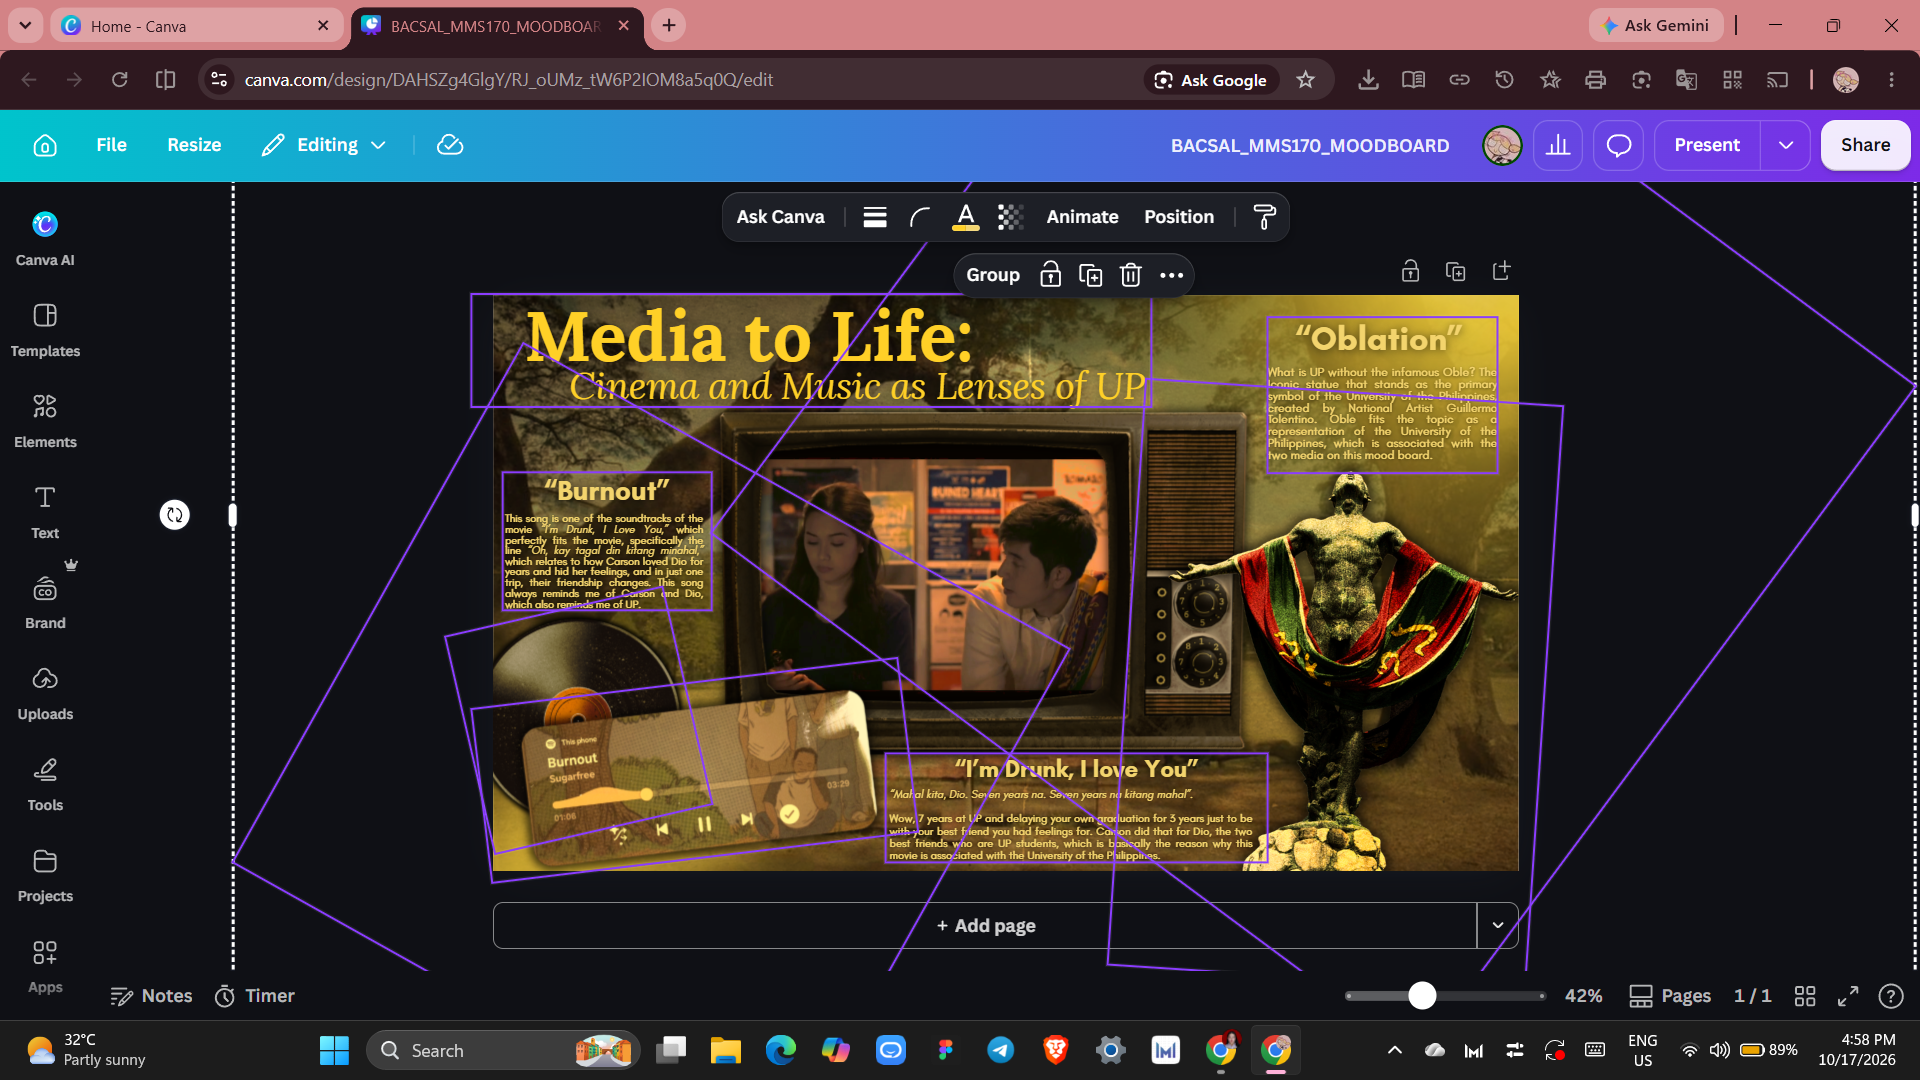 Home - Canva
BACSAL_MMS170_MOODBOAR
Ask Gemini
canva.com/design/DAHSZg4GlgY/RJ_oUMz_tW6P2IOM8a5q0Q/edit
Ask Google
File
Resize
Editing
BACSAL_MMS170_MOODBOARD
Present
Share
Ask Canva
Animate
Position
Group
Canva AI
Templates
Elements
Text
Brand
Uploads
Tools
Projects
Apps
Media to Life:
Cinema and Music as Lenses of UP
“Oblation”
What is UP without the infamous Oble? The
iconic statue that stands as the primary
symbol of the University of the Philippines,
created by National Artist Guillermo
Tolentino. Oble fits the topic as a
representation of the University of the
Philippines, which is associated with the
two media on this mood board.
“Burnout”
This song is one of the soundtracks of the
movie “I’m Drunk, I Love You,” which
perfectly fits the movie, specifically the
line “Oh, kay tagal din kitang minahal,”
which relates to how Carson loved Dio for
years and hid her feelings, and in just one
trip, their friendship changes. This song
always reminds me of Carson and Dio,
which also reminds me of UP.
This phone
Burnout
Sugarfree
01:06
03:29
“I’m Drunk, I love You”
“Mahal kita, Dio. Seven years na. Seven years na kitang mahal”.
Wow, 7 years at UP and delaying your own graduation for 3 years just to be
with your best friend you had feelings for. Carson did that for Dio, the two
best friends who are UP students, which is basically the reason why this
movie is associated with the University of the Philippines.
+ Add page
Notes
Timer
42%
Pages
1 / 1
32°C
Partly sunny
Search
ENG
US
89%
4:58 PM
10/17/2026